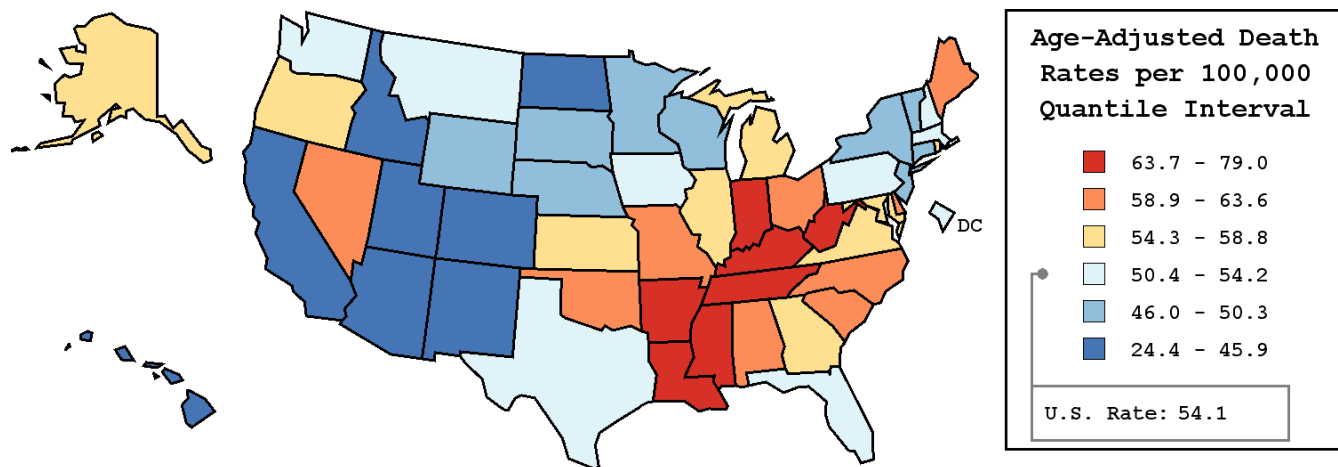 Age-Adjusted Death
Rates per 100,000
Quantile Interval
63.7 - 79.0
58.9 - 63.6
54.3 - 58.8
50.4 - 54.2
46.0 - 50.3
24.4 - 45.9
U.S. Rate: 54.1
DC